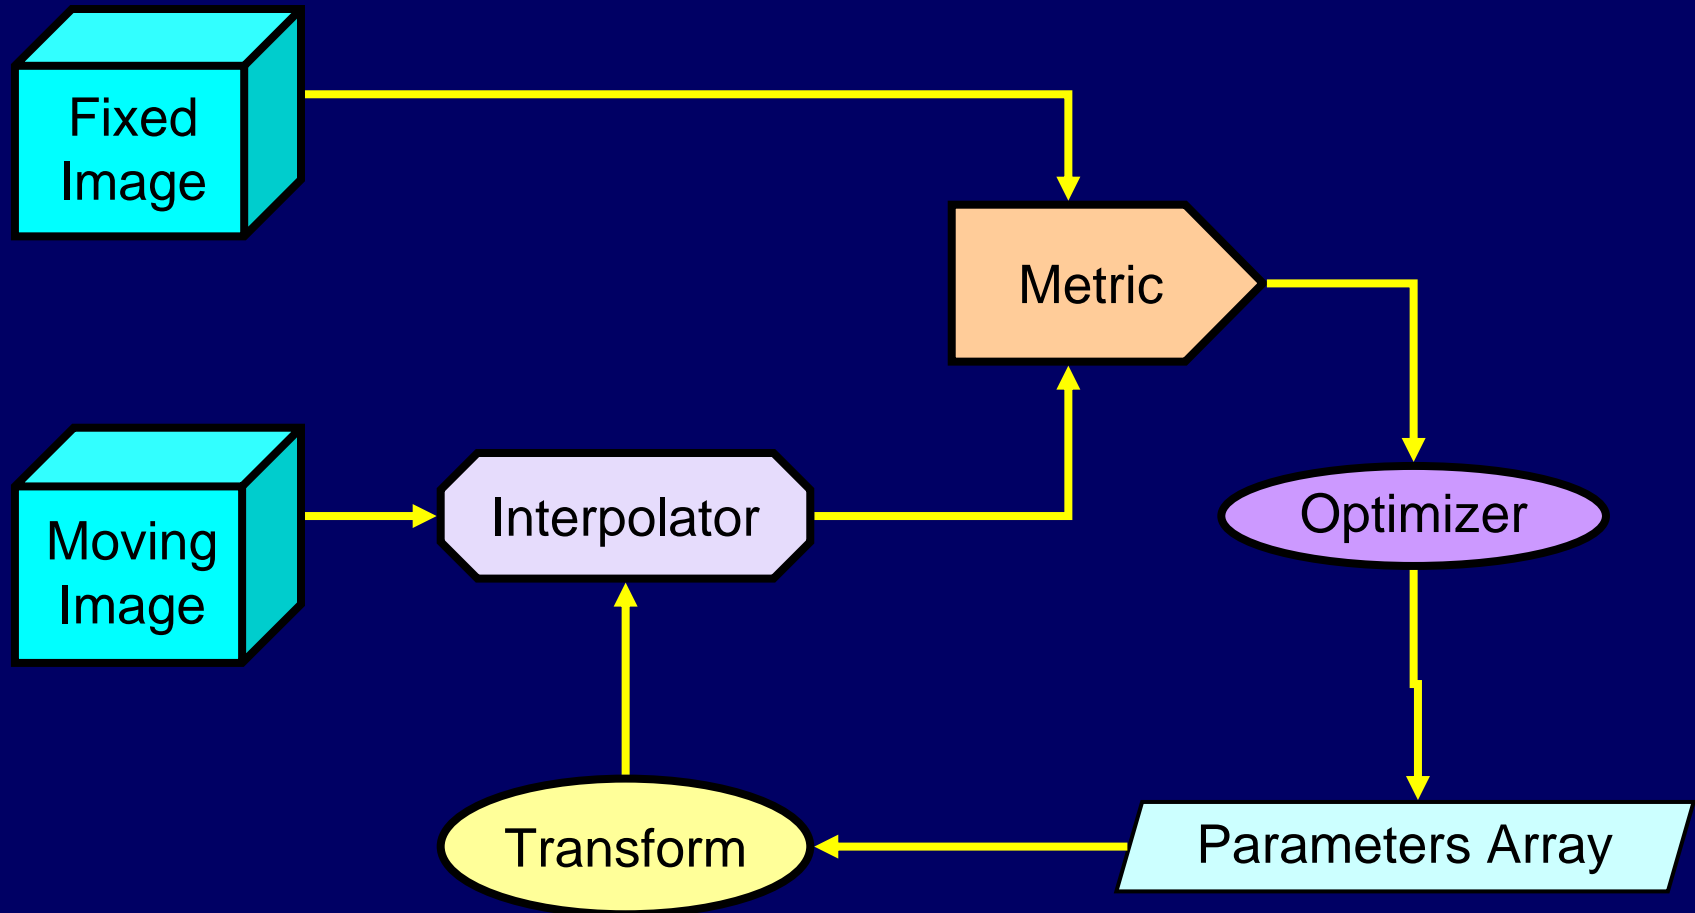 Fixed
Image
Metric
Moving
Image
Interpolator
Optimizer
Transform
Parameters Array